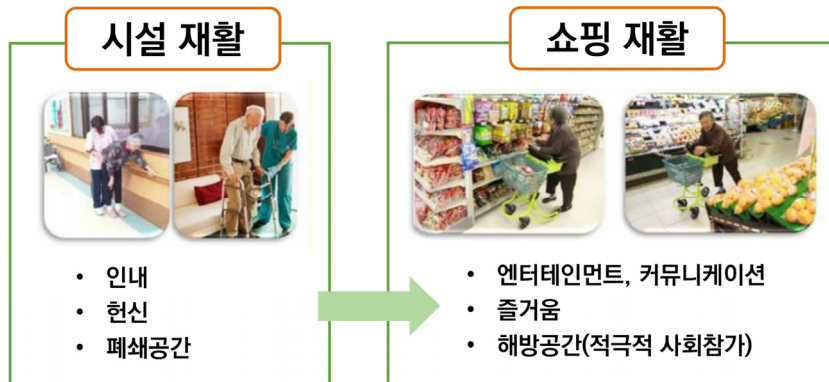 시설 재활
• 인내
• 헌신
• 폐쇄공간
쇼핑 재활
• 엔터테인먼트, 커뮤니케이션
• 즐거움
• 해방공간(적극적 사회참가)